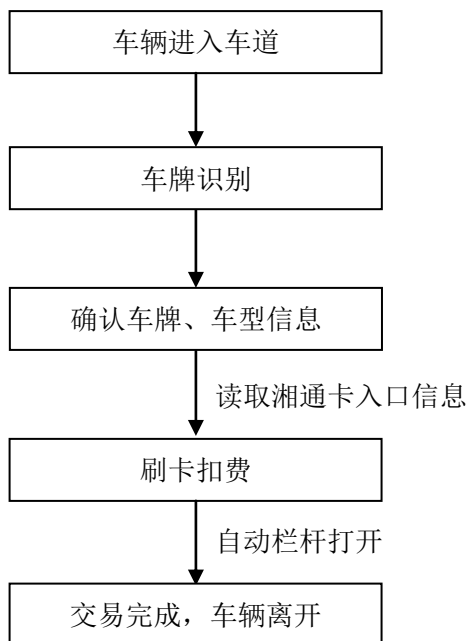 车辆进入车道
车牌识别
确认车牌、车型信息
读取湘通卡入口信息
刷卡扣费
自动栏杆打开
交易完成，车辆离开